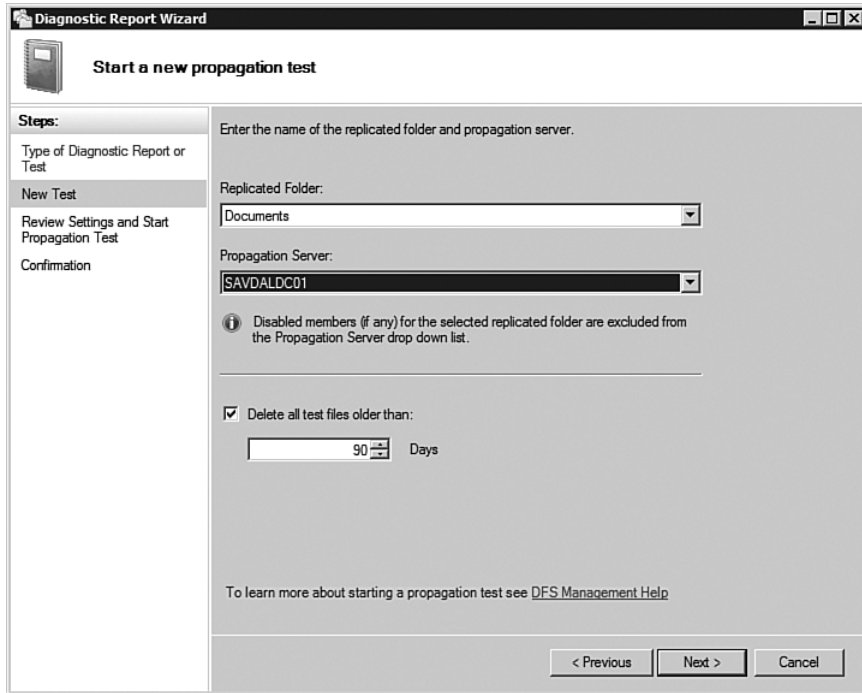 Diagnostic Report Wizard
Start a new propagation test
Steps:
Type of Diagnostic Report or
Test
New Test
Review Settings and Start
Propagation Test
Confirmation
Enter the name of the replicated folder and propagation server.
Replicated Folder:
Documents
Propagation Server:
SAVDALDC01
Disabled members (if any) for the selected replicated folder are excluded from
the Propagation Server drop down list.
Delete all test files older than:
90 Days
To learn more about starting a propagation test see DFS Management Help
< Previous Next > Cancel